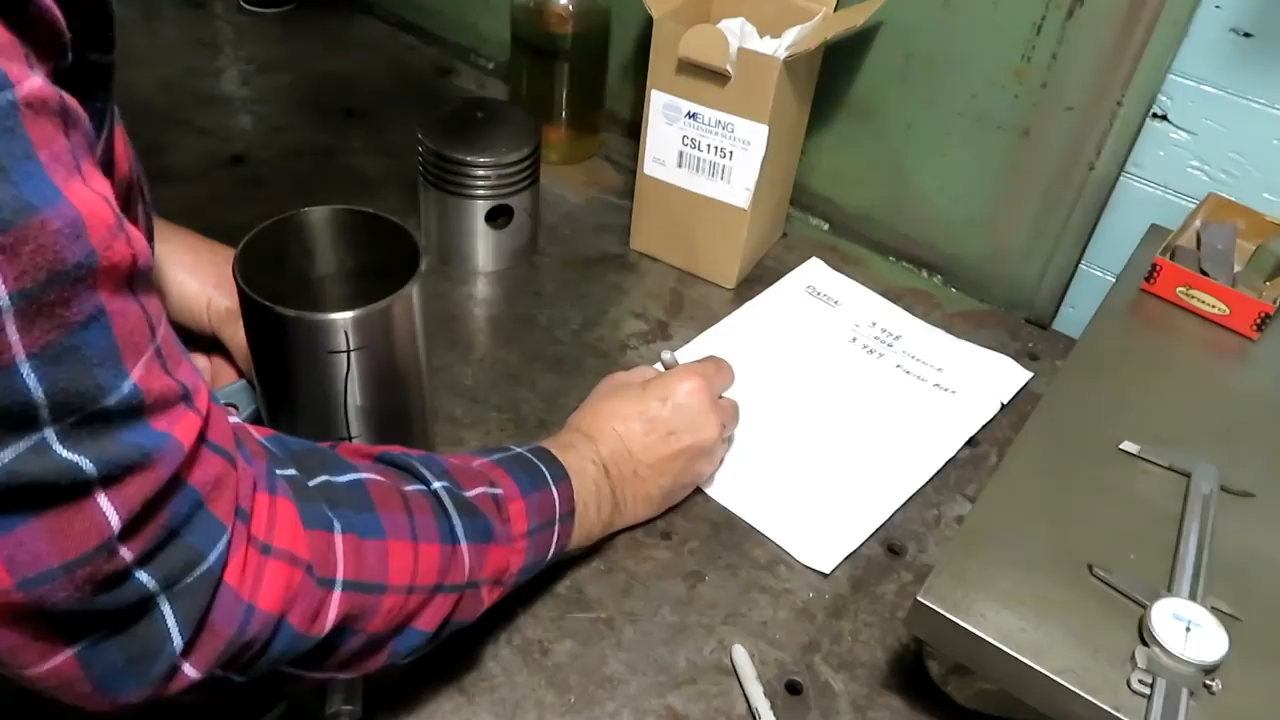 MELLING
CYLINDER SLEEVES
CSL1151
PISTON
3.978
.006 CLEARANCE
3.984 FINISH BORE